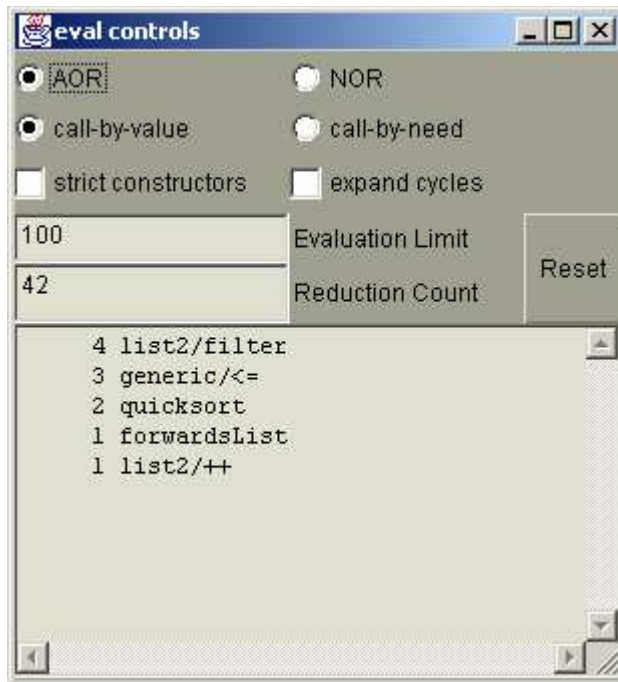 eval controls
AOR NOR
call-by-value call-by-need
strict constructors expand cycles
100 Evaluation Limit
42 Reduction Count Reset
4 list2/filter
3 generic/<=
2 quicksort
1 forwardsList
1 list2/++